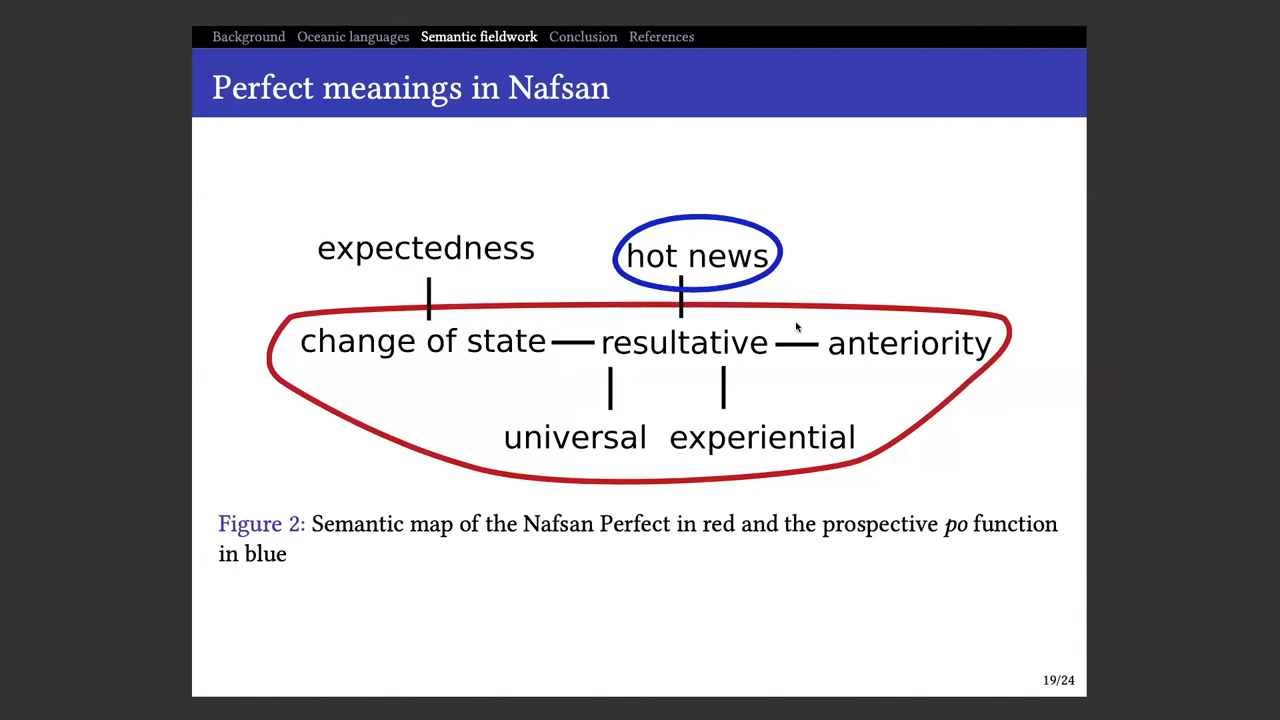 Background Oceanic languages Semantic fieldwork Conclusion References
Perfect meanings in Nafsan
expectedness hot news
change of state resultative anteriority
universal experiential
Figure 2: Semantic map of the Nafsan Perfect in red and the prospective po function
in blue
19/24